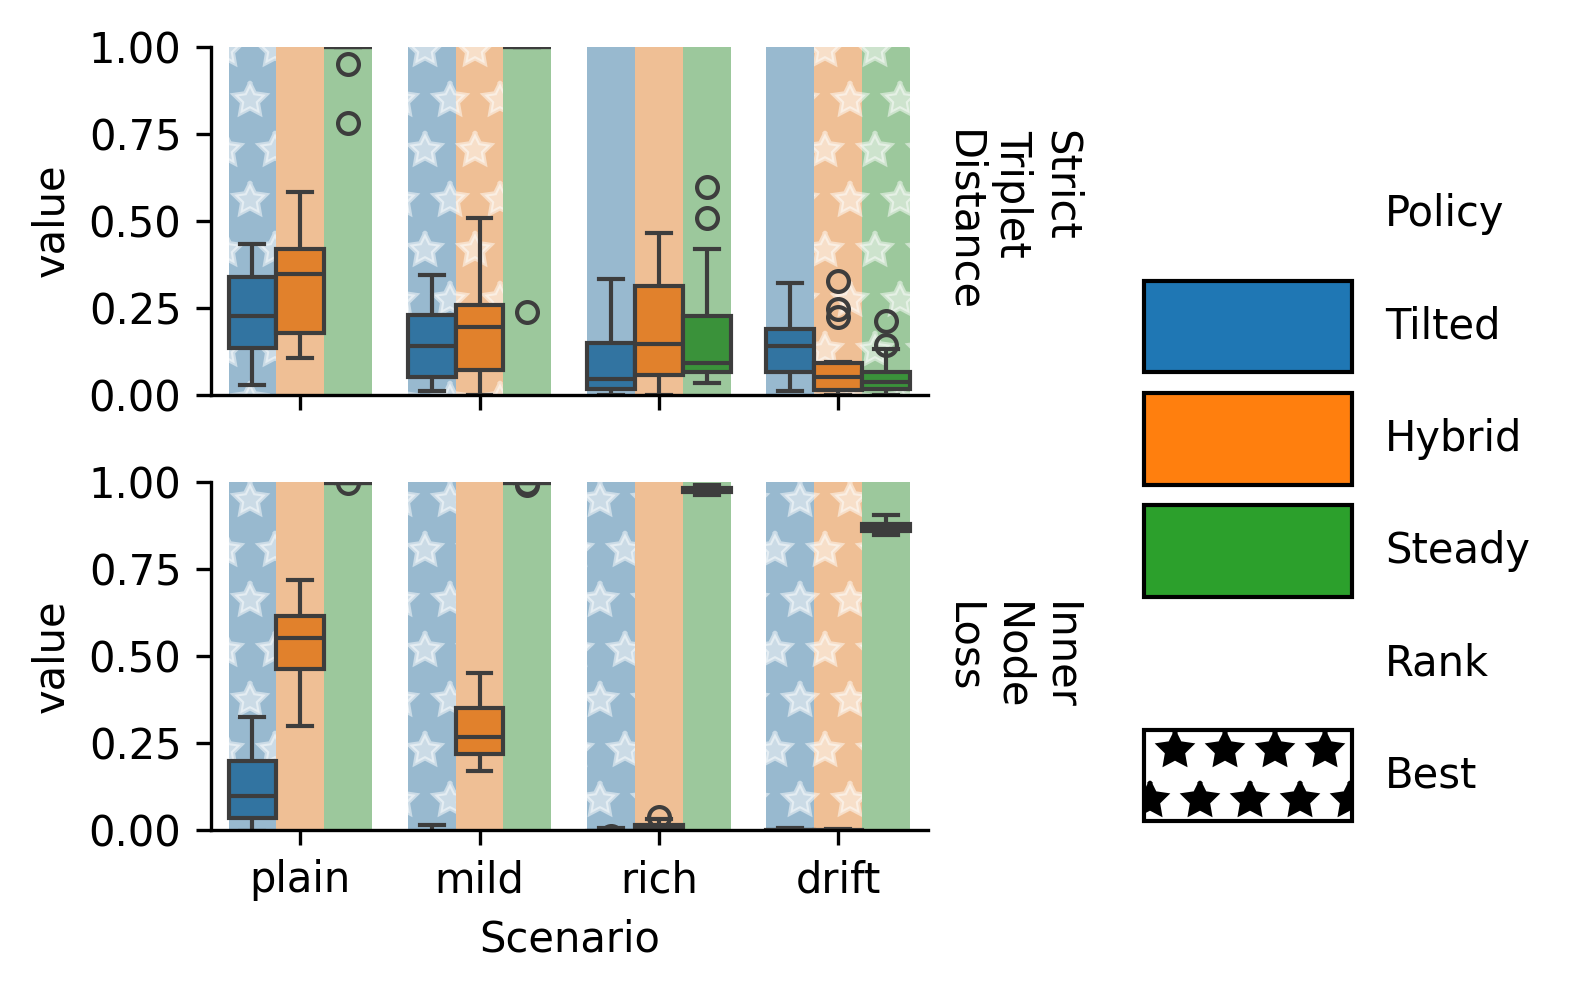 1.00
0.75
0.50
0.25
0.00
value
Strict
Triplet
Distance
1.00
0.75
0.50
0.25
0.00
value
Inner
Node
Loss
plain
mild
rich
drift
Scenario
Policy
Tilted
Hybrid
Steady
Rank
Best